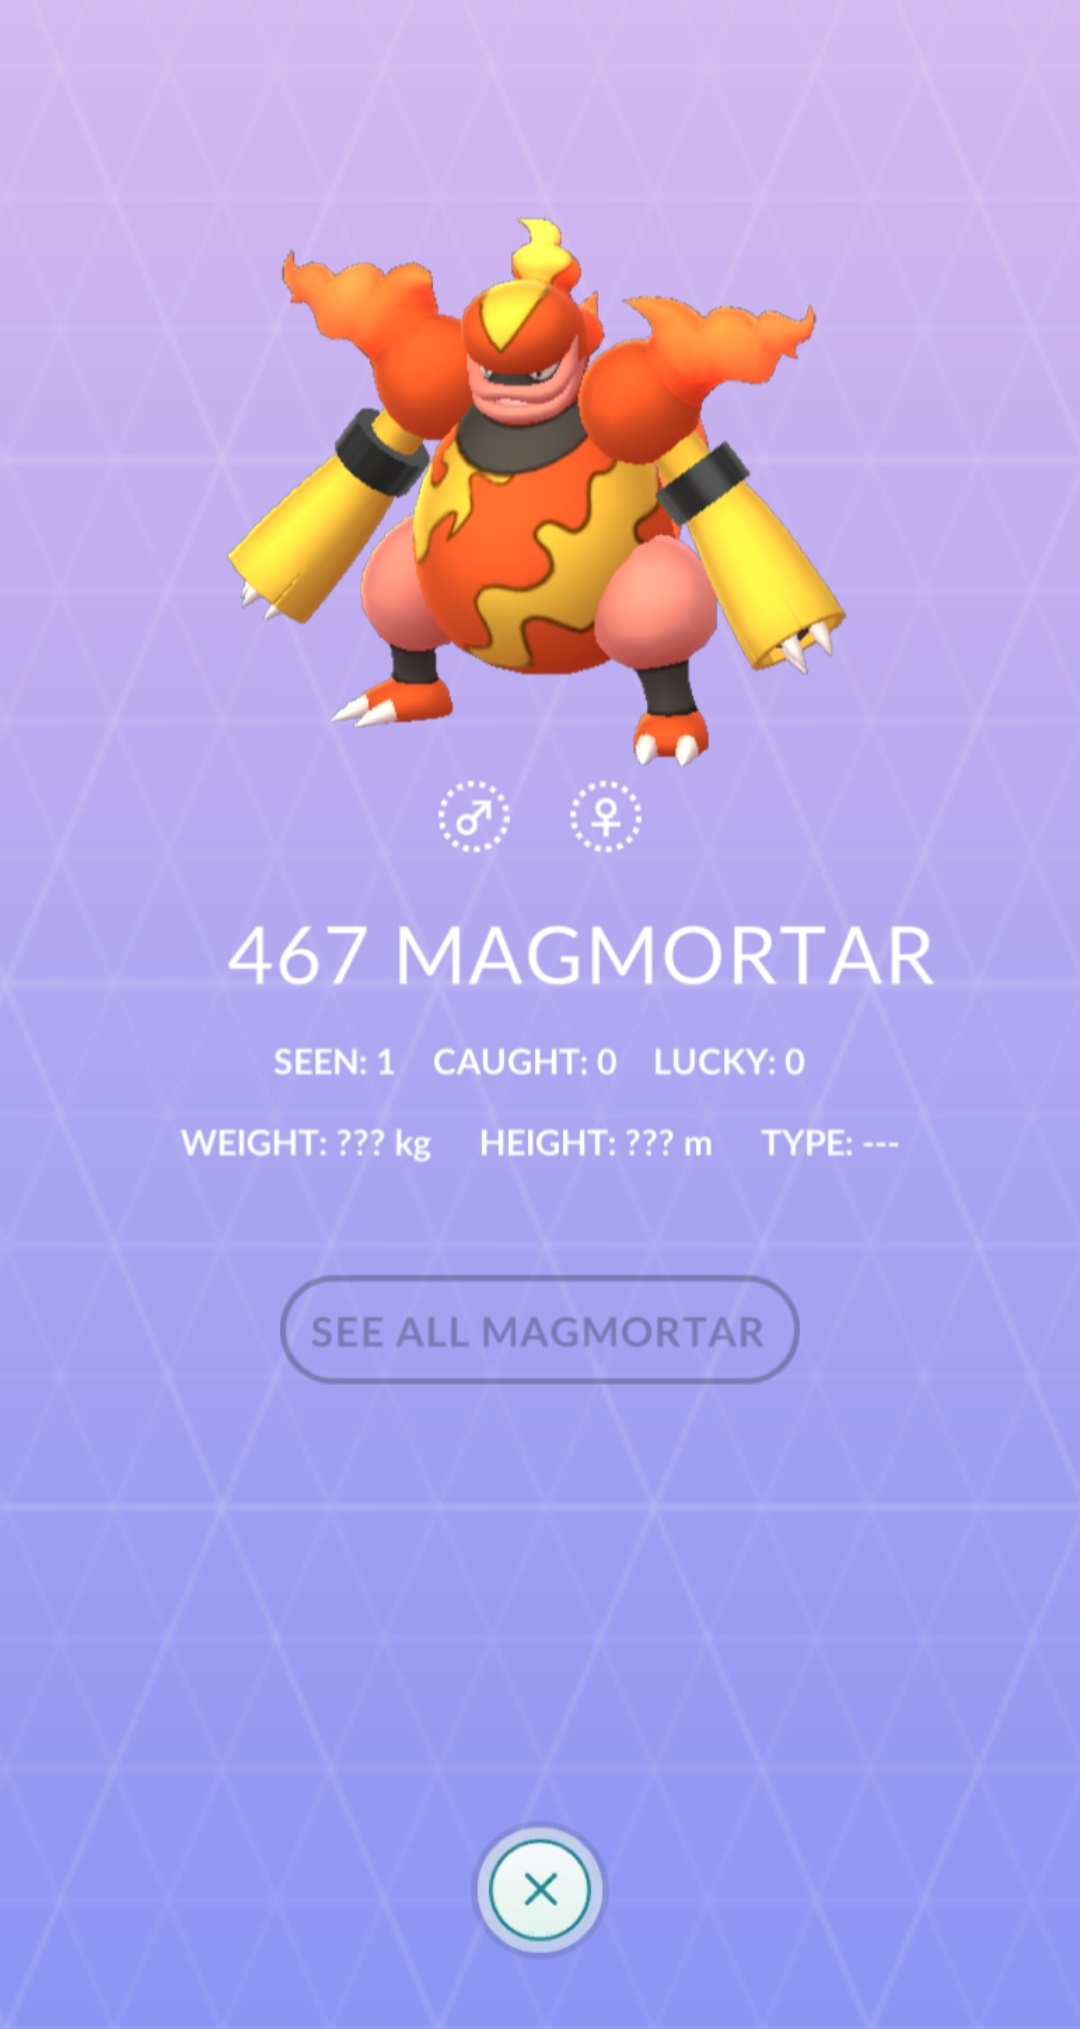 ♂ ♀
467 MAGMORTAR
SEEN: 1 CAUGHT: 0 LUCKY: 0
WEIGHT: ??? kg HEIGHT: ??? m TYPE: ---
SEE ALL MAGMORTAR